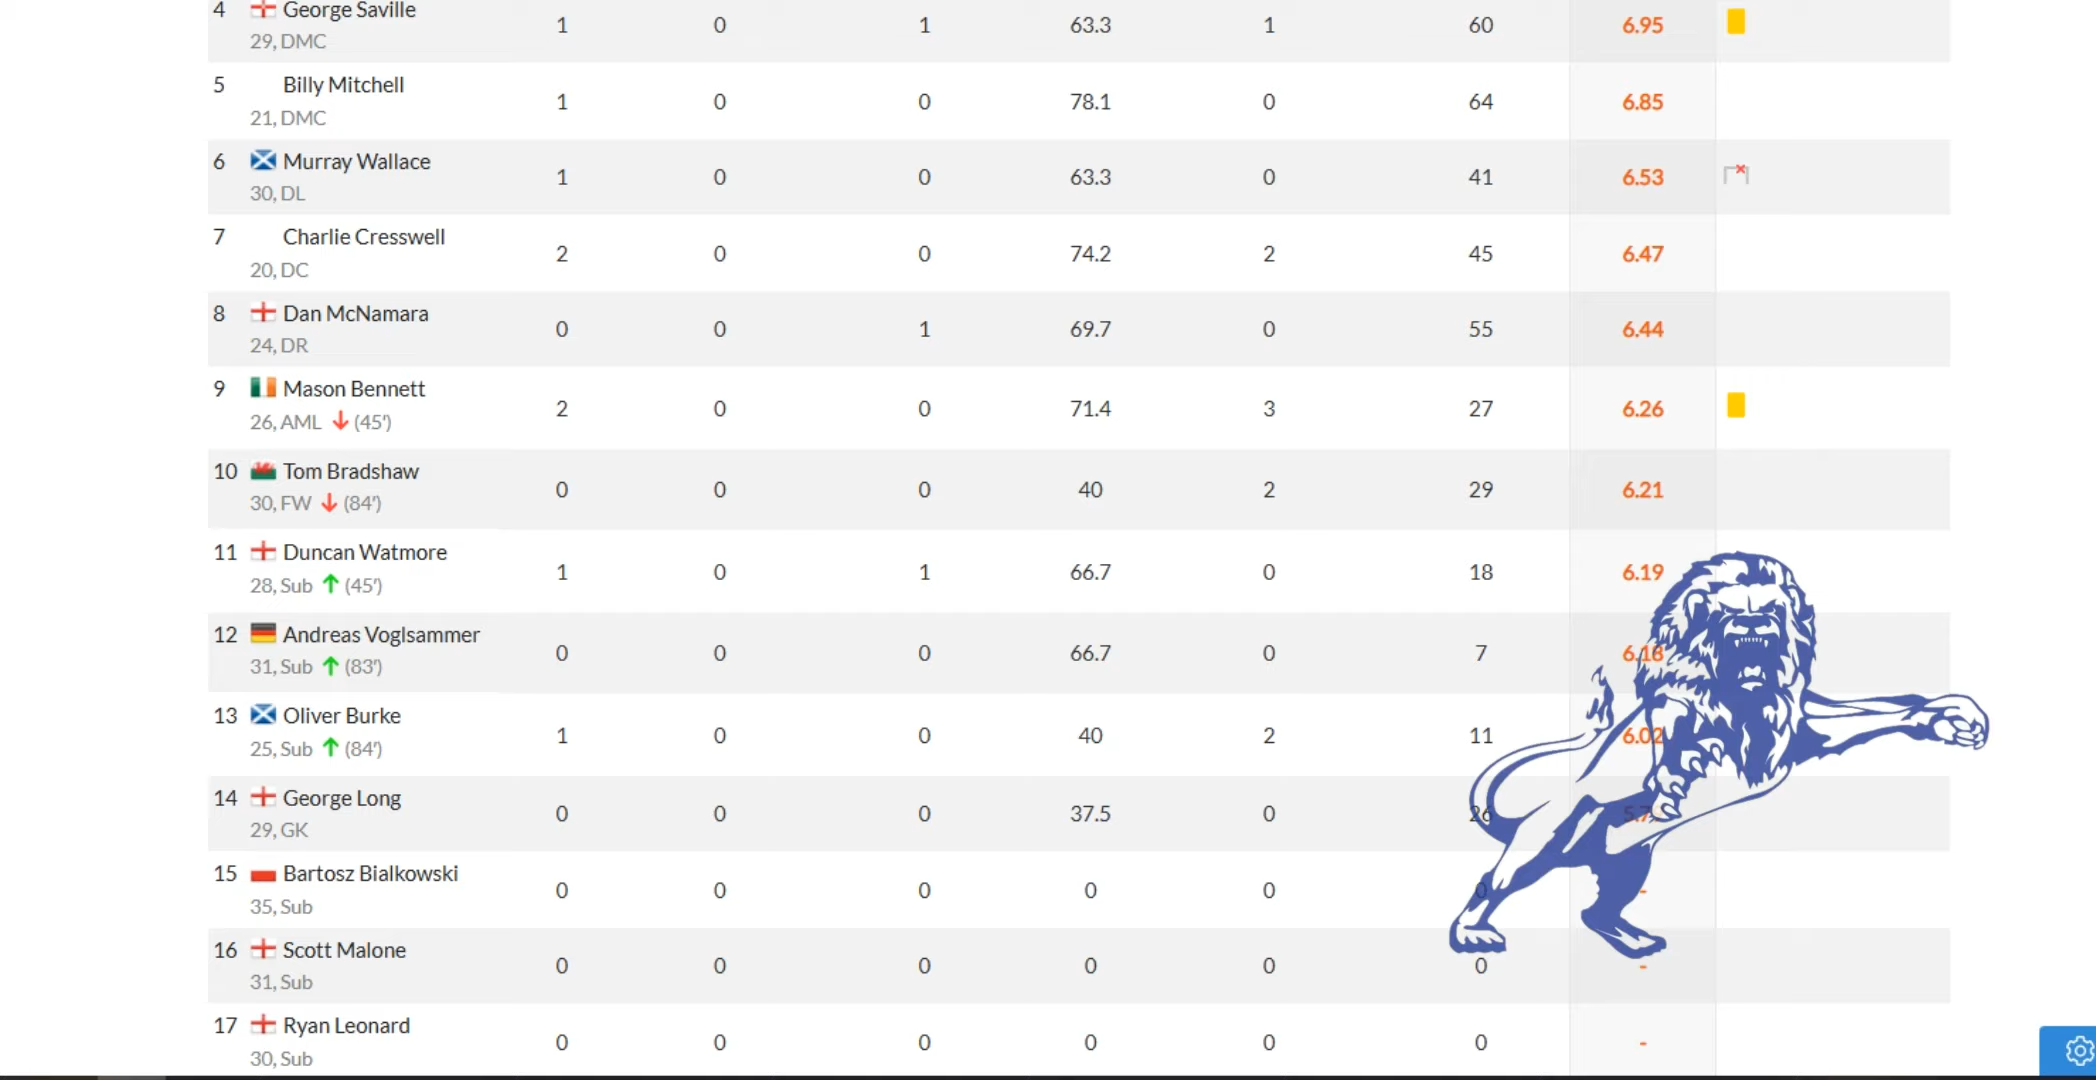 4 George Saville 1 0 1 63.3 1 60 6.95
29, DMC
5 Billy Mitchell 1 0 0 78.1 0 64 6.85
21, DMC
6 Murray Wallace 1 0 0 63.3 0 41 6.53
30, DL
7 Charlie Cresswell 2 0 0 74.2 2 45 6.47
20, DC
8 Dan McNamara 0 0 1 69.7 0 55 6.44
24, DR
9 Mason Bennett 2 0 0 71.4 3 27 6.26
26, AML (45')
10 Tom Bradshaw 0 0 0 40 2 29 6.21
30, FW (84')
11 Duncan Watmore 1 0 1 66.7 0 18 6.19
28, Sub (45')
12 Andreas Voglsammer 0 0 0 66.7 0 7 6.18
31, Sub (83')
13 Oliver Burke 1 0 0 40 2 11 6.02
25, Sub (84')
14 George Long 0 0 0 37.5 0 26
29, GK
15 Bartosz Bialkowski 0 0 0 0 0 0 -
35, Sub
16 Scott Malone 0 0 0 0 0 0 -
31, Sub
17 Ryan Leonard 0 0 0 0 0 0 -
30, Sub